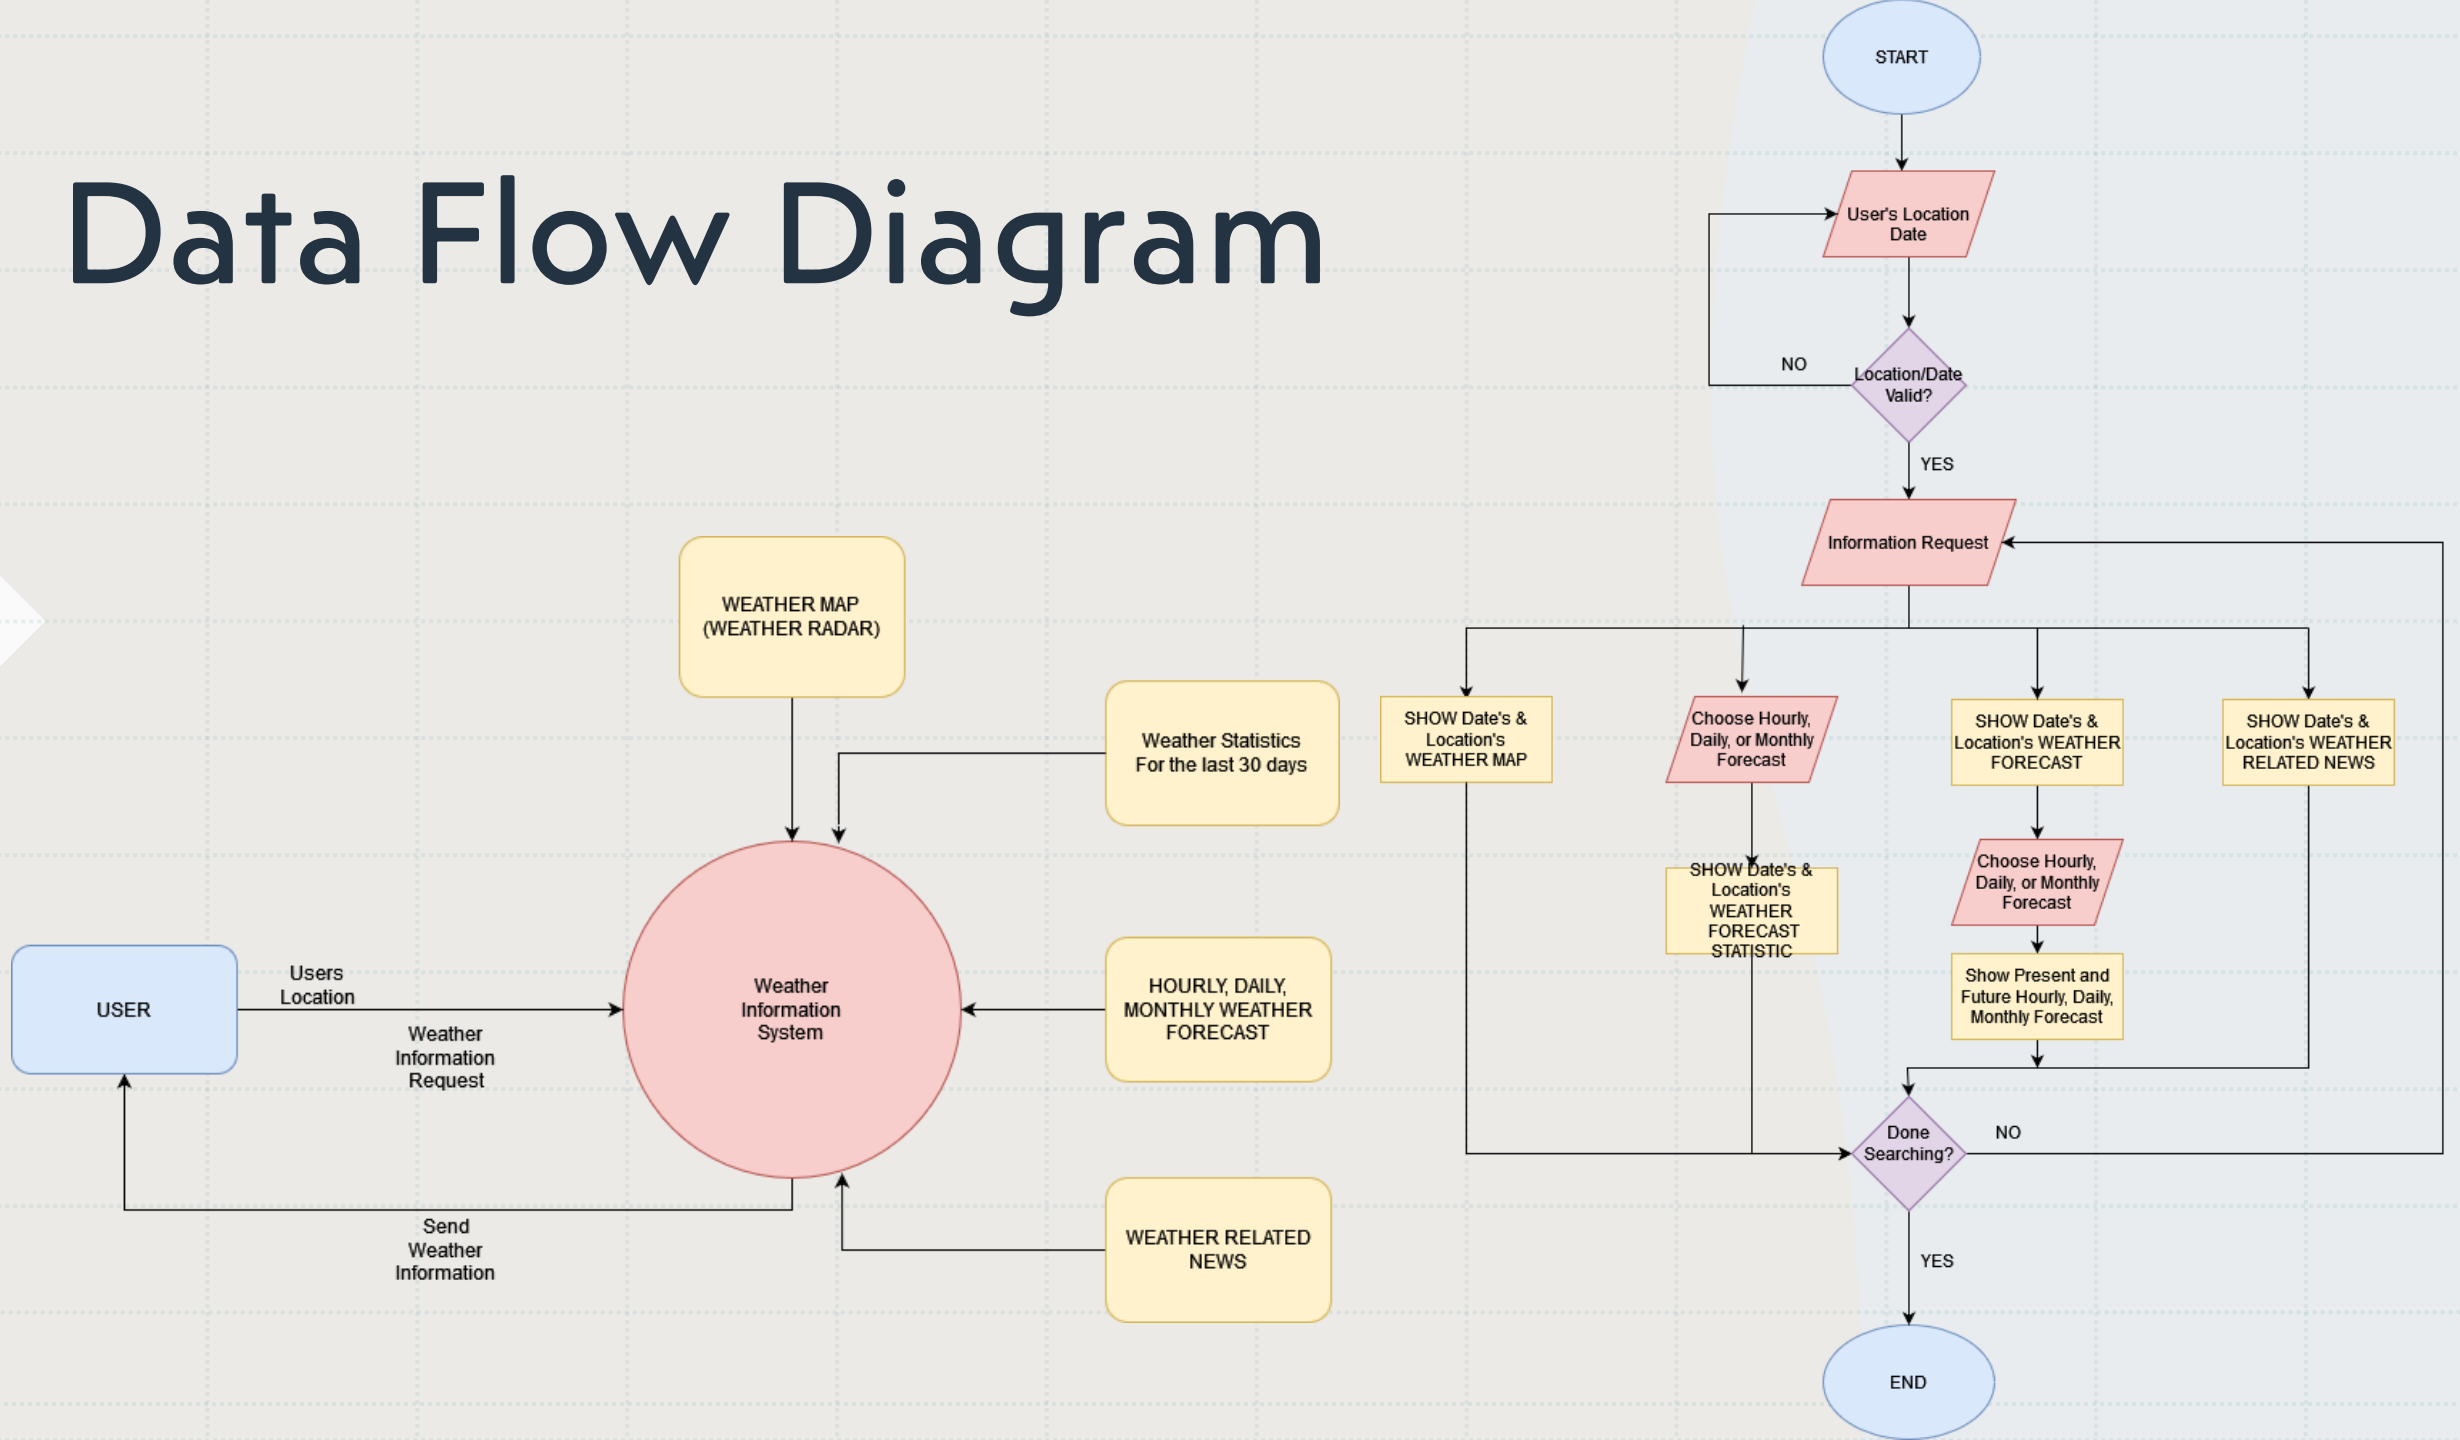 Data Flow Diagram
WEATHER MAP
(WEATHER RADAR)
Weather Statistics
For the last 30 days
USER
Users
Location
Weather
Information
Request
Weather
Information
System
HOURLY, DAILY,
MONTHLY WEATHER
FORECAST
Send
Weather
Information
WEATHER RELATED
NEWS
START
User's Location
Date
NO
Location/Date
Valid?
YES
Information Request
SHOW Date's &
Location's
WEATHER MAP
Choose Hourly,
Daily, or Monthly
Forecast
SHOW Date's &
Location's WEATHER
FORECAST
SHOW Date's &
Location's WEATHER
RELATED NEWS
SHOW Date's &
Location's
WEATHER
FORECAST
STATISTIC
Choose Hourly,
Daily, or Monthly
Forecast
Show Present and
Future Hourly, Daily,
Monthly Forecast
Done
Searching?
NO
YES
END